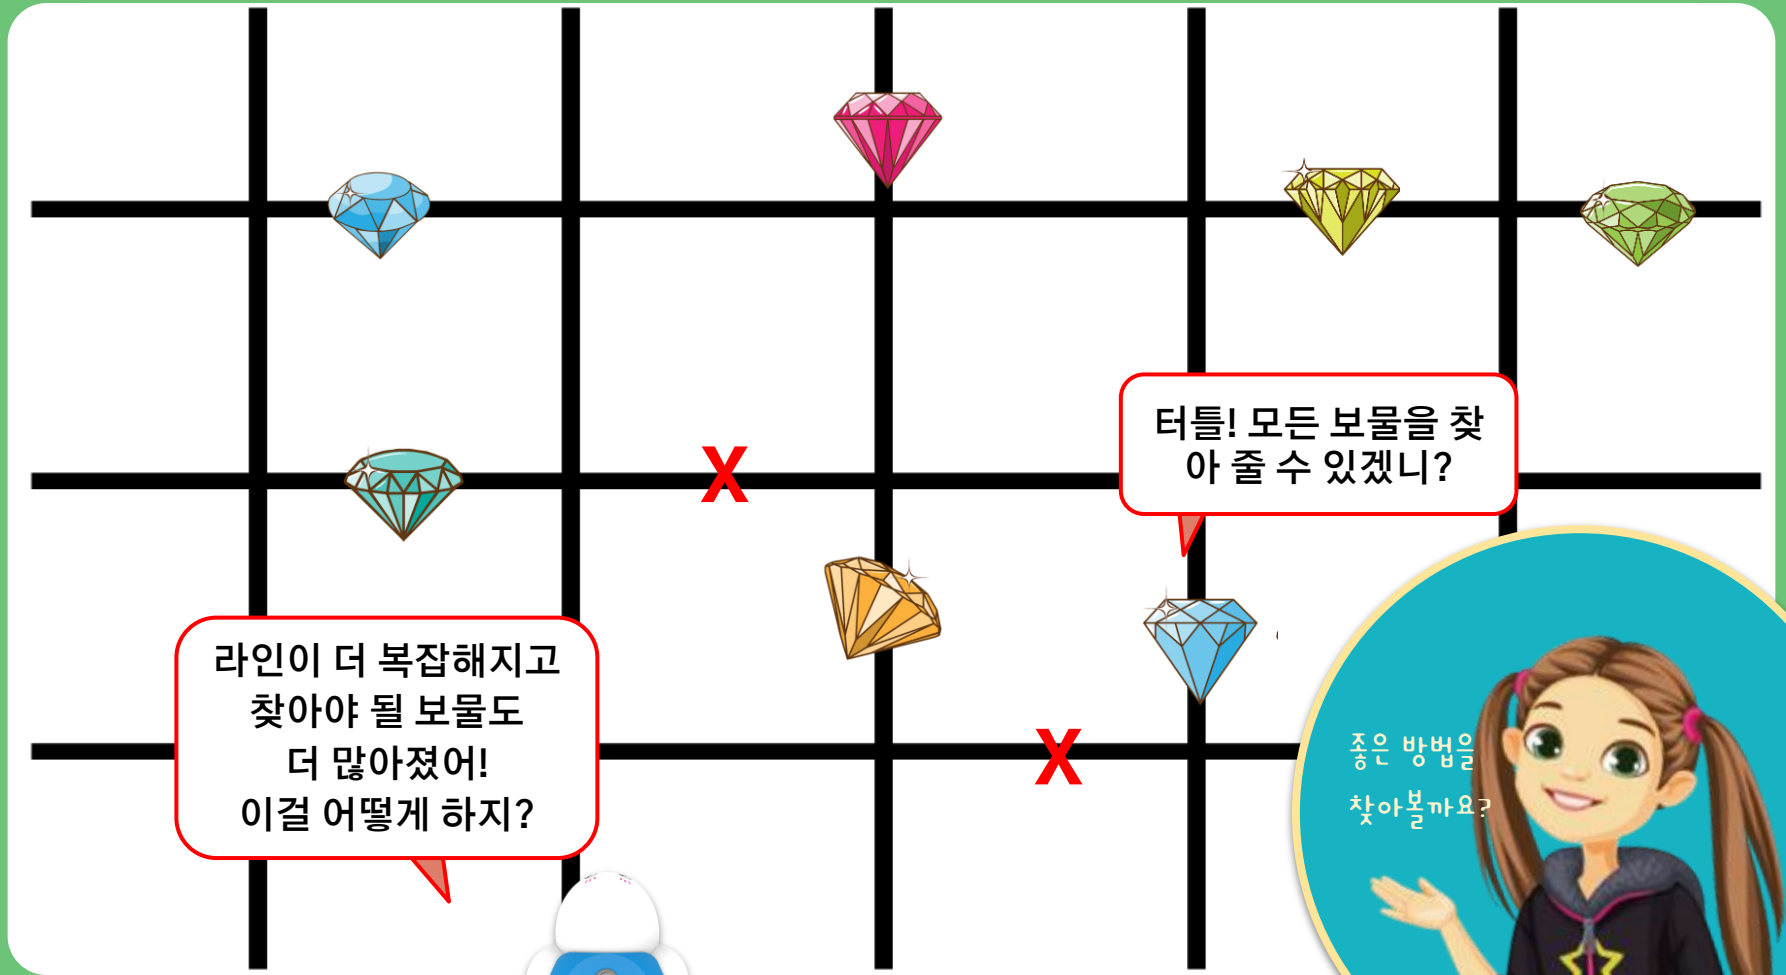 X
터틀! 모든 보물을 찾
아 줄 수 있겠니?
라인이 더 복잡해지고
찾아야 될 보물도
더 많아졌어!
이걸 어떻게 하지?
X
좋은 방법을
찾아볼까요?